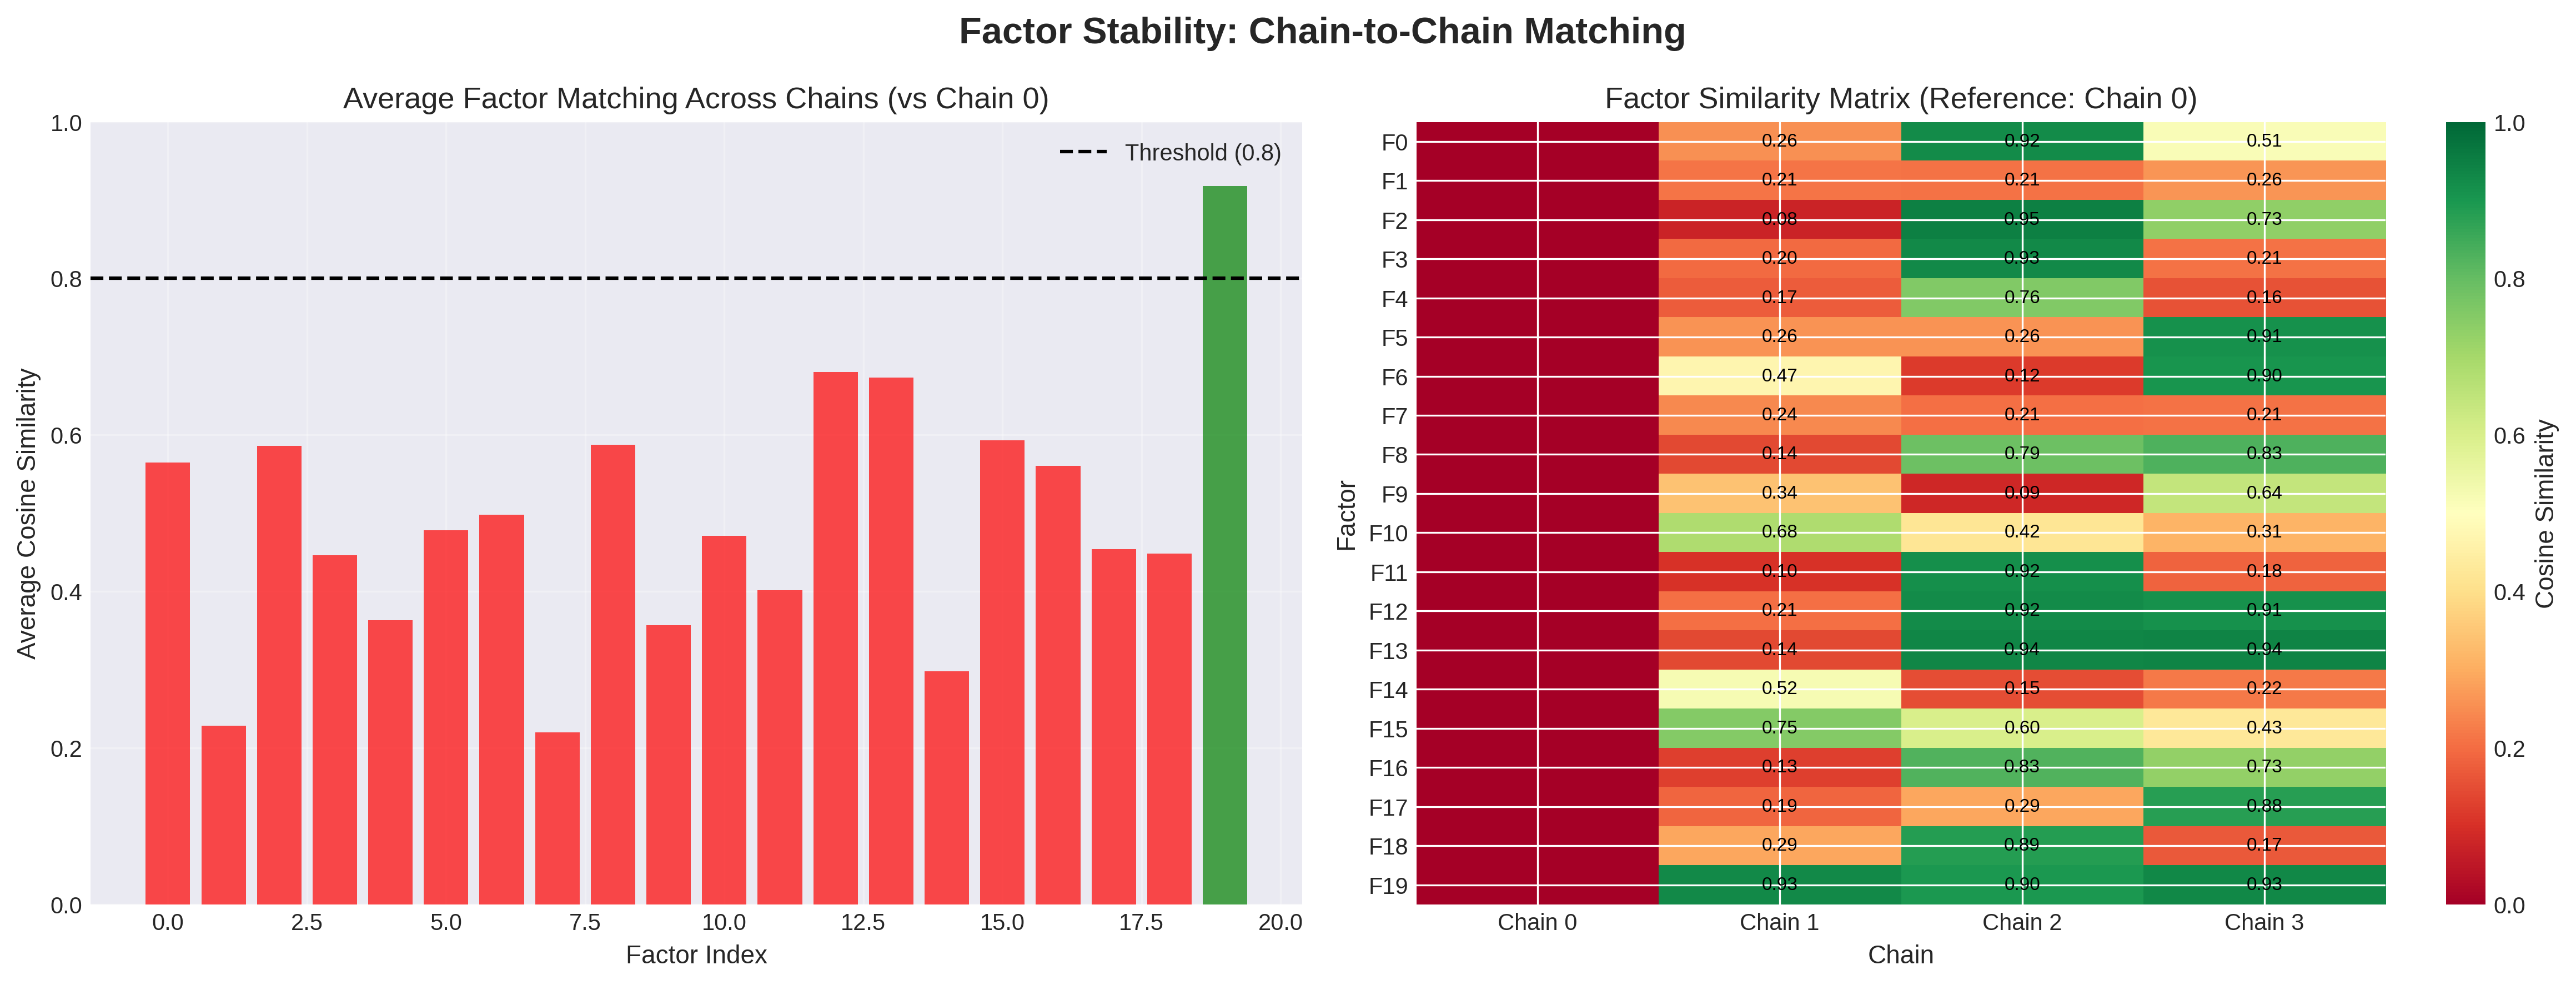 Factor Stability: Chain-to-Chain Matching
Average Factor Matching Across Chains (vs Chain 0)
Threshold (0.8)
1.0
0.8
0.6
0.4
0.2
0.0
Average Cosine Similarity
0.0 2.5 5.0 7.5 10.0 12.5 15.0 17.5 20.0
Factor Index
Factor Similarity Matrix (Reference: Chain 0)
Factor
F0 0.26 0.92 0.51
F1 0.21 0.21 0.26
F2 0.08 0.95 0.73
F3 0.20 0.93 0.21
F4 0.17 0.76 0.16
F5 0.26 0.26 0.91
F6 0.47 0.12 0.90
F7 0.24 0.21 0.21
F8 0.14 0.79 0.83
F9 0.34 0.09 0.64
F10 0.68 0.42 0.31
F11 0.10 0.92 0.18
F12 0.21 0.92 0.91
F13 0.14 0.94 0.94
F14 0.52 0.15 0.22
F15 0.75 0.60 0.43
F16 0.13 0.83 0.73
F17 0.19 0.29 0.88
F18 0.29 0.89 0.17
F19 0.93 0.90 0.93
Chain 0 Chain 1 Chain 2 Chain 3
Chain
1.0
0.8
0.6
0.4
0.2
0.0
Cosine Similarity